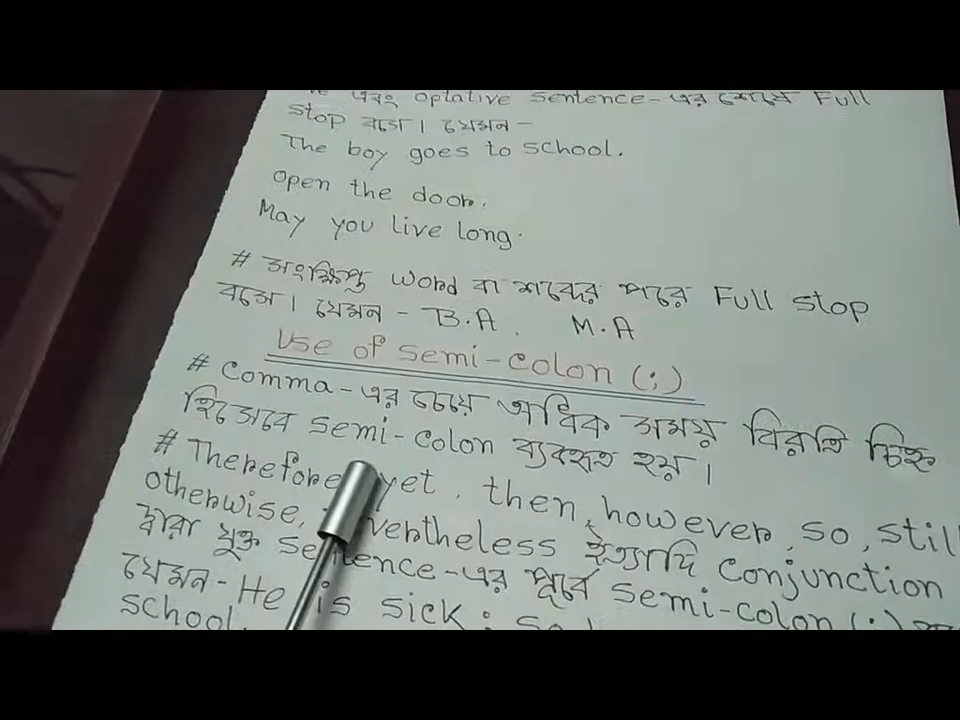 এবং optative sentence-এর শেষে Full
stop বসে। যেমন-
The boy goes to school.
Open the door.
May you live long.
# সংক্ষিপ্ত word বা শব্দের পরে Full stop
বসে। যেমন - B.A. M.A
Use of semi-colon (;)
# Comma-এর চেয়ে অধিক সময় বিরতি চিহ্ন
হিসেবে semi-colon ব্যবহৃত হয়।
# Therefore, yet, then, however, so, still
otherwise, nevertheless ইত্যাদি conjunction
দ্বারা যুক্ত sentence-এর পূর্বে semi-colon (;)
যেমন- He is sick; so
school.